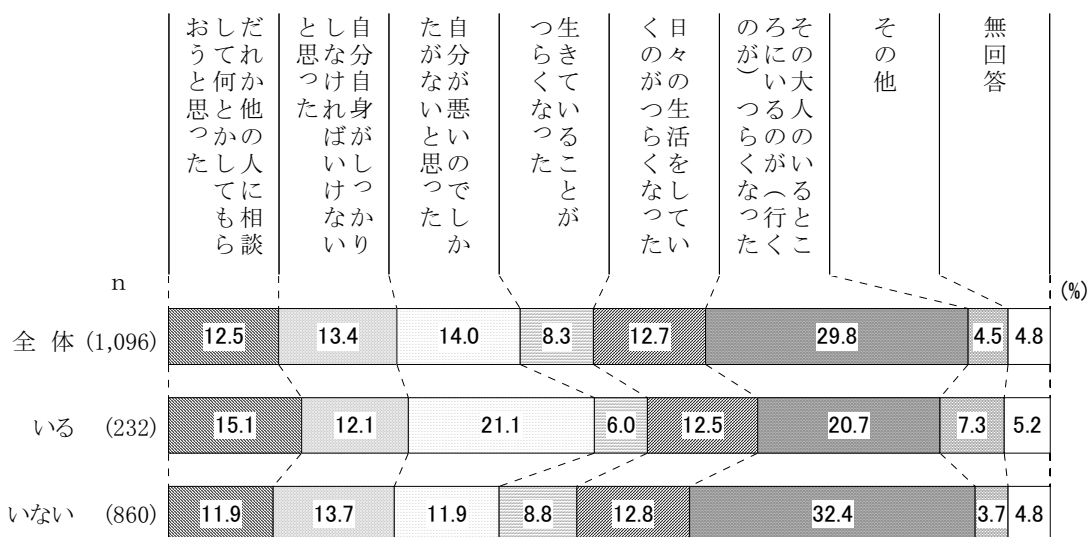 だれか他の人に相談
して何とかしてもら
おうと思った
自分自身がしっかり
しなければいけない
と思った
自分が悪いのでしか
たがないと思った
生きていることが
つらくなった
日々の生活をしてい
くのがつらくなった
その大人のいるとこ
ろにいるのが（行く
のが）つらくなった
その他
無回答
n
(%)
全 体 (1,096) 12.5 13.4 14.0 8.3 12.7 29.8 4.5 4.8
いる (232) 15.1 12.1 21.1 6.0 12.5 20.7 7.3 5.2
いない (860) 11.9 13.7 11.9 8.8 12.8 32.4 3.7 4.8